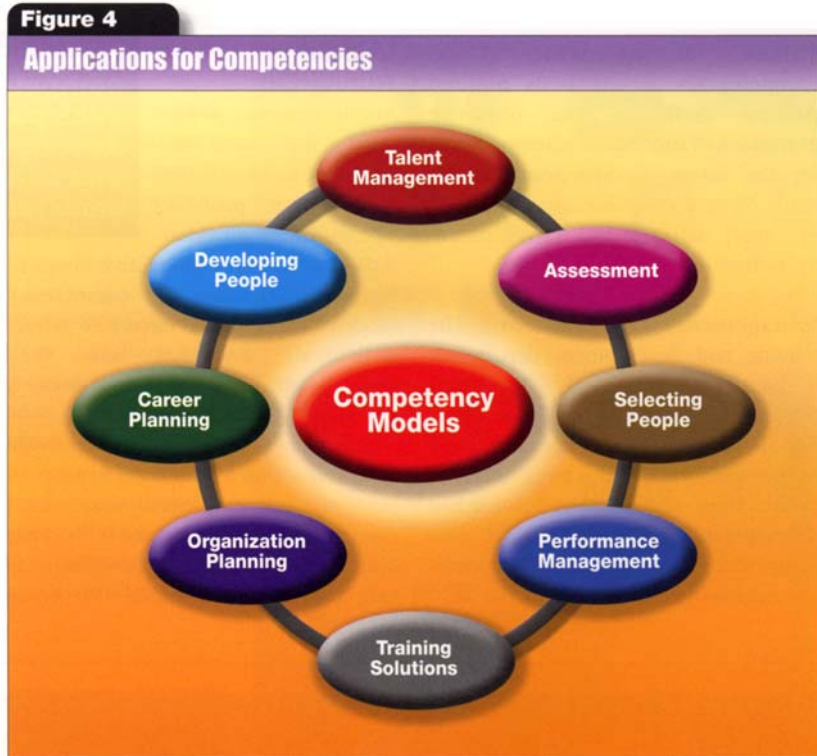 Figure 4
Applications for Competencies
Talent
Management
Developing
People
Assessment
Career
Planning
Competency
Models
Selecting
People
Organization
Planning
Performance
Management
Training
Solutions